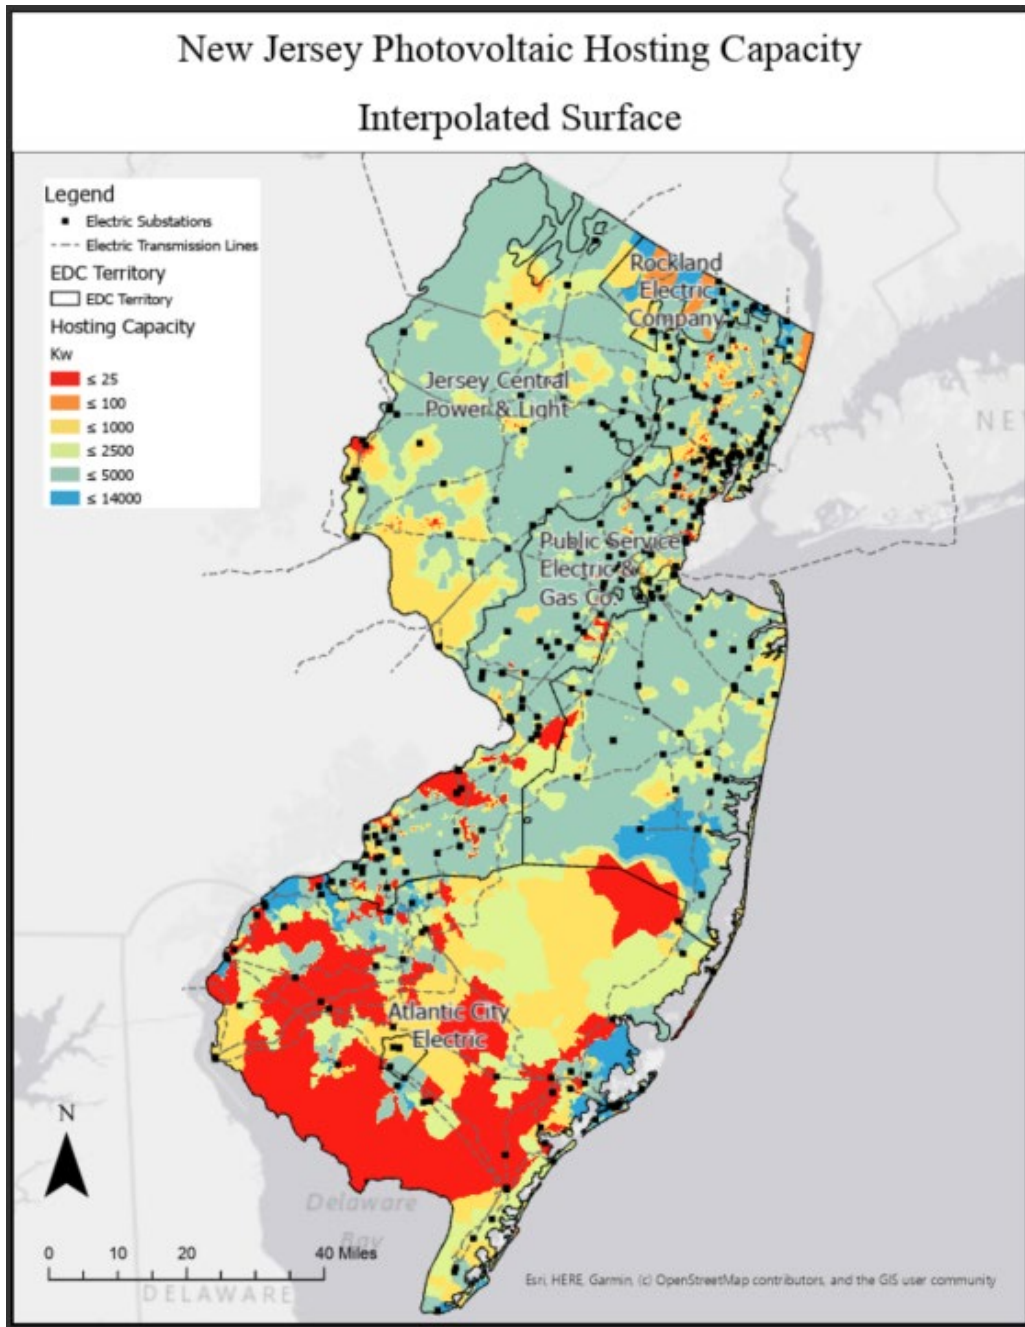 New Jersey Photovoltaic Hosting Capacity
Interpolated Surface
Legend
Electric Substations
Electric Transmission Lines
EDC Territory
EDC Territory
Hosting Capacity
Kw
≤ 25
≤ 100
≤ 1000
≤ 2500
≤ 5000
≤ 14000
Rockland
Electric
Company
Jersey Central
Power & Light
NE
Public Service
Electric &
Gas Co.
Atlantic City
Electric
N
Delaware
Bay
0 10 20 40 Miles
DELAWARE
Esri, HERE, Garmin, (c) OpenStreetMap contributors, and the GIS user community